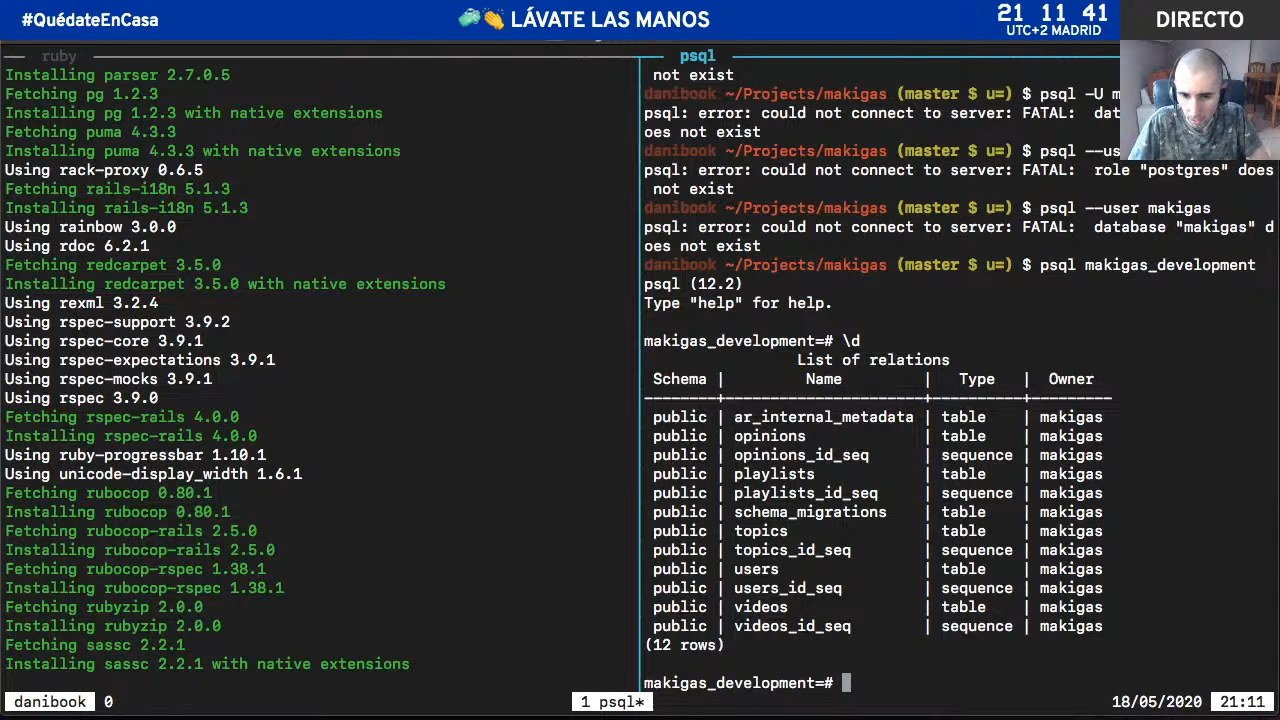 #QuédateEnCasa
🧼👏 LÁVATE LAS MANOS
21 11 41
UTC+2 MADRID
DIRECTO
ruby
Installing parser 2.7.0.5
Fetching pg 1.2.3
Installing pg 1.2.3 with native extensions
Fetching puma 4.3.3
Installing puma 4.3.3 with native extensions
Using rack-proxy 0.6.5
Fetching rails-i18n 5.1.3
Installing rails-i18n 5.1.3
Using rainbow 3.0.0
Using rdoc 6.2.1
Fetching redcarpet 3.5.0
Installing redcarpet 3.5.0 with native extensions
Using rexml 3.2.4
Using rspec-support 3.9.2
Using rspec-core 3.9.1
Using rspec-expectations 3.9.1
Using rspec-mocks 3.9.1
Using rspec 3.9.0
Fetching rspec-rails 4.0.0
Installing rspec-rails 4.0.0
Using ruby-progressbar 1.10.1
Using unicode-display_width 1.6.1
Fetching rubocop 0.80.1
Installing rubocop 0.80.1
Fetching rubocop-rails 2.5.0
Installing rubocop-rails 2.5.0
Fetching rubocop-rspec 1.38.1
Installing rubocop-rspec 1.38.1
Fetching rubyzip 2.0.0
Installing rubyzip 2.0.0
Fetching sassc 2.2.1
Installing sassc 2.2.1 with native extensions
psql
not exist
danibook ~/Projects/makigas (master $ u=) $ psql -U m
psql: error: could not connect to server: FATAL: dat
oes not exist
danibook ~/Projects/makigas (master $ u=) $ psql --us
psql: error: could not connect to server: FATAL: role "postgres" does
not exist
danibook ~/Projects/makigas (master $ u=) $ psql --user makigas
psql: error: could not connect to server: FATAL: database "makigas" d
oes not exist
danibook ~/Projects/makigas (master $ u=) $ psql makigas_development
psql (12.2)
Type "help" for help.
makigas_development=# \d
List of relations
Schema | Name | Type | Owner
--------+----------------------+----------+---------
public | ar_internal_metadata | table | makigas
public | opinions | table | makigas
public | opinions_id_seq | sequence | makigas
public | playlists | table | makigas
public | playlists_id_seq | sequence | makigas
public | schema_migrations | table | makigas
public | topics | table | makigas
public | topics_id_seq | sequence | makigas
public | users | table | makigas
public | users_id_seq | sequence | makigas
public | videos | table | makigas
public | videos_id_seq | sequence | makigas
(12 rows)
makigas_development=#
danibook 0
1 psql*
18/05/2020 21:11